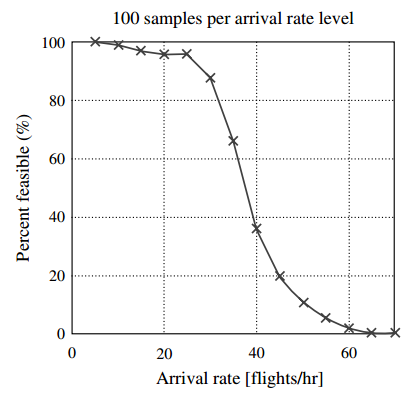 100 samples per arrival rate level
100
80
60
40
20
0
Percent feasible (%)
0 20 40 60
Arrival rate [flights/hr]